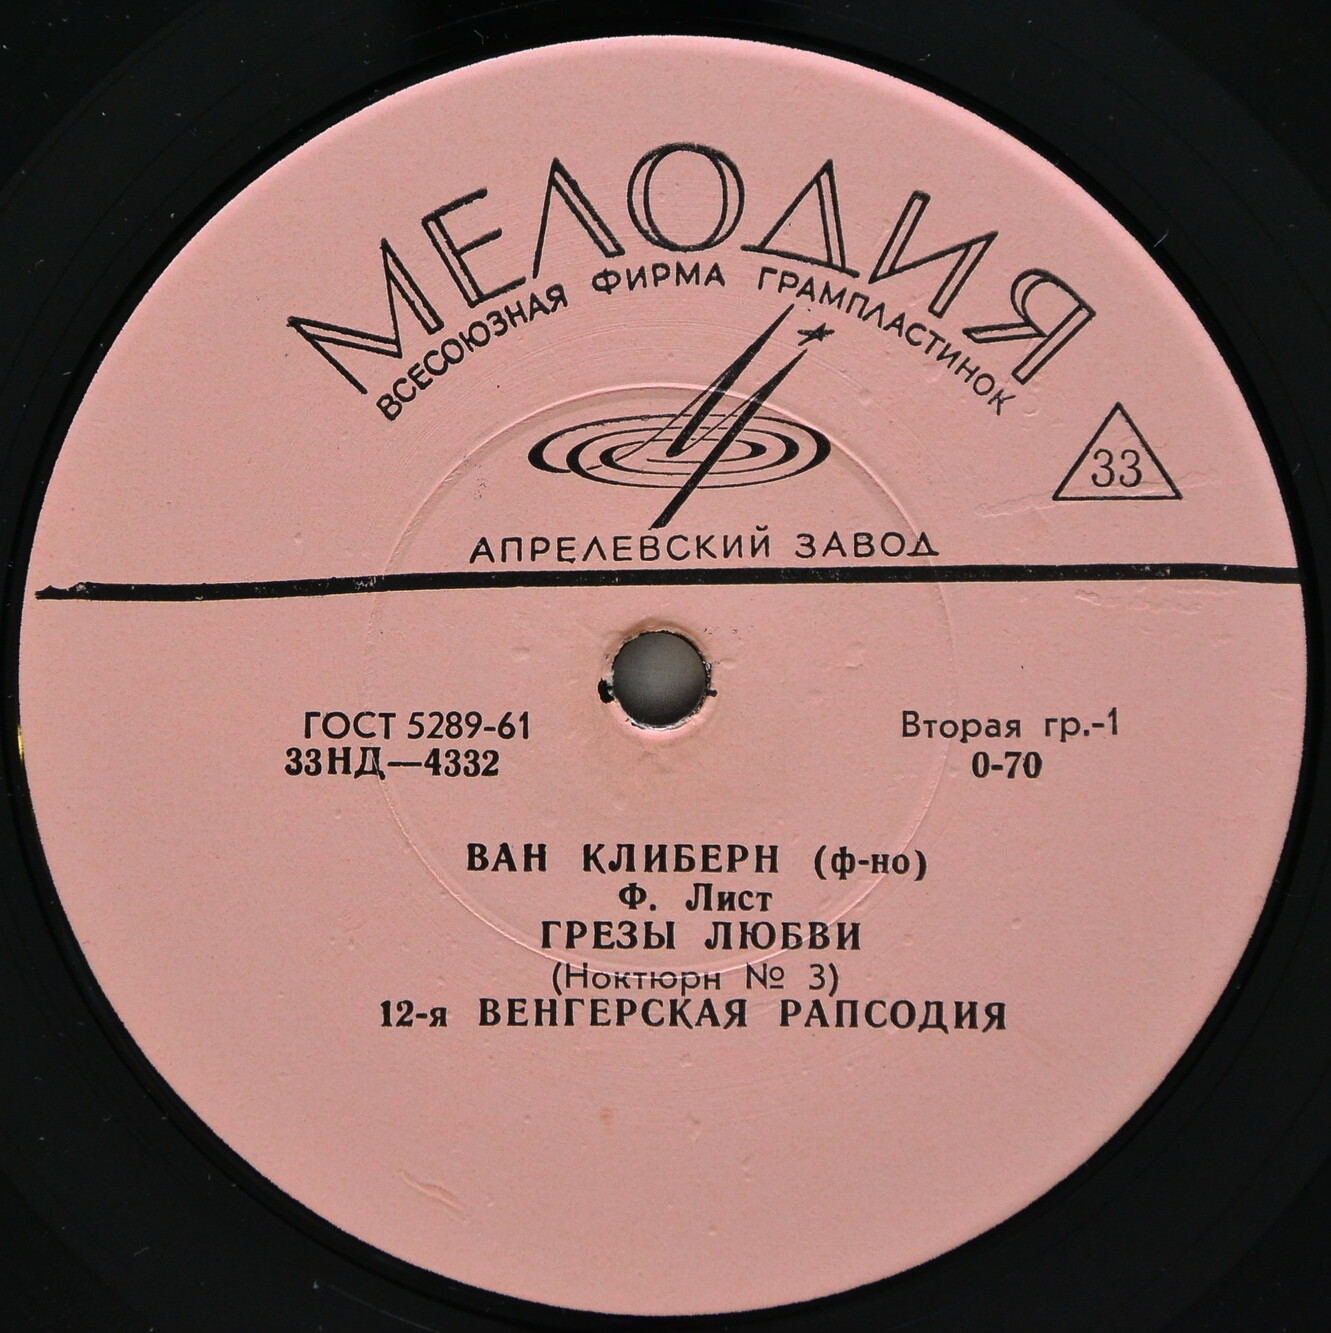 МЕЛОДИЯ
ВСЕСОЮЗНАЯ ФИРМА ГРАМПЛАСТИНОК
33
АПРЕЛЕВСКИЙ ЗАВОД
ГОСТ 5289-61 Вторая гр.-1
33НД—4332 0-70
ВАН КЛИБЕРН (ф-но)
Ф. Лист
ГРЕЗЫ ЛЮБВИ
(Ноктюрн № 3)
12-я ВЕНГЕРСКАЯ РАПСОДИЯ